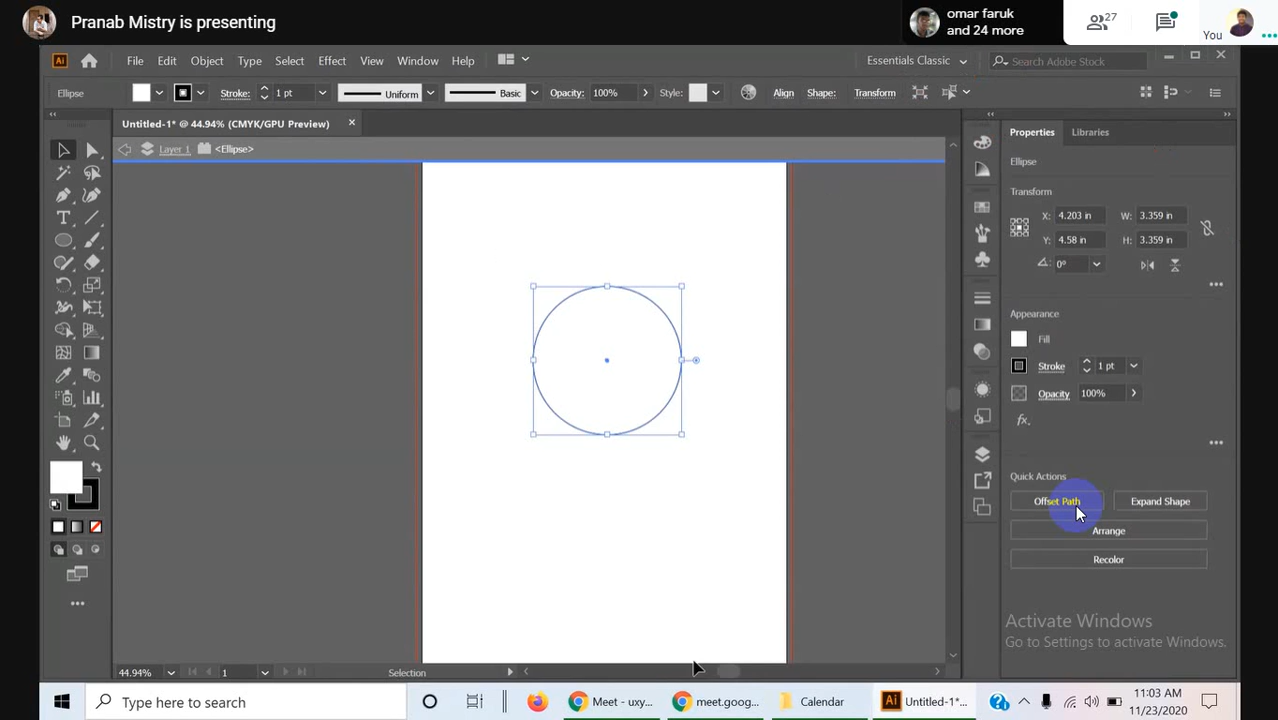 Pranab Mistry is presenting
omar faruk
and 24 more
27
You
Ai
File Edit Object Type Select Effect View Window Help
Essentials Classic
Search Adobe Stock
Ellipse
Stroke: 1 pt Uniform Basic Opacity: 100% Style: Align Shape: Transform
Untitled-1* @ 44.94% (CMYK/GPU Preview)
Layer 1 <Ellipse>
Properties Libraries
Ellipse
Transform
X: 4.203 in W: 3.359 in
Y: 4.58 in H: 3.359 in
0°
Appearance
Fill
Stroke 1 pt
Opacity 100%
fx.
Quick Actions
Offset Path Expand Shape
Arrange
Recolor
Activate Windows
Go to Settings to activate Windows.
44.94% 1 Selection
Type here to search
Meet - uxy...
meet.goog...
Calendar
Ai Untitled-1*...
11:03 AM
11/23/2020